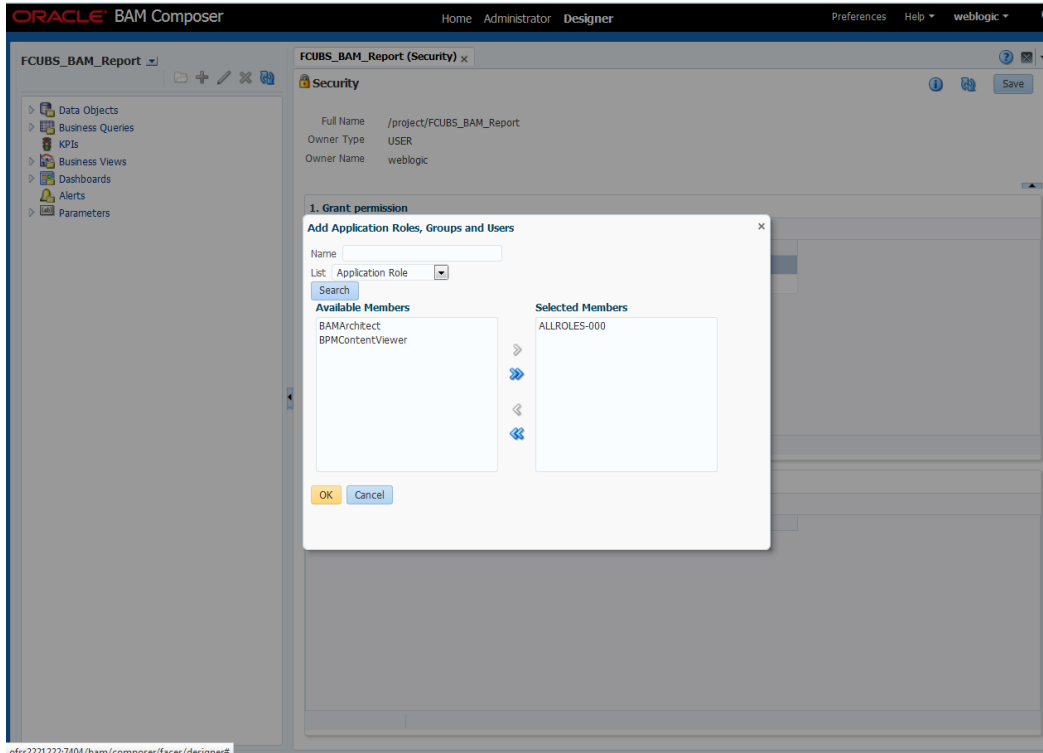 ORACLE BAM Composer
Home Administrator Designer
Preferences Help weblogic
FCUBS_BAM_Report
Data Objects
Business Queries
KPIs
Business Views
Dashboards
Alerts
Parameters
FCUBS_BAM_Report (Security) x
Security
Save
Full Name /project/FCUBS_BAM_Report
Owner Type USER
Owner Name weblogic
1. Grant permission
Add Application Roles, Groups and Users
Name
List Application Role
Search
Available Members
BAMArchitect
BPMContentViewer
Selected Members
ALLROLES-000
OK Cancel